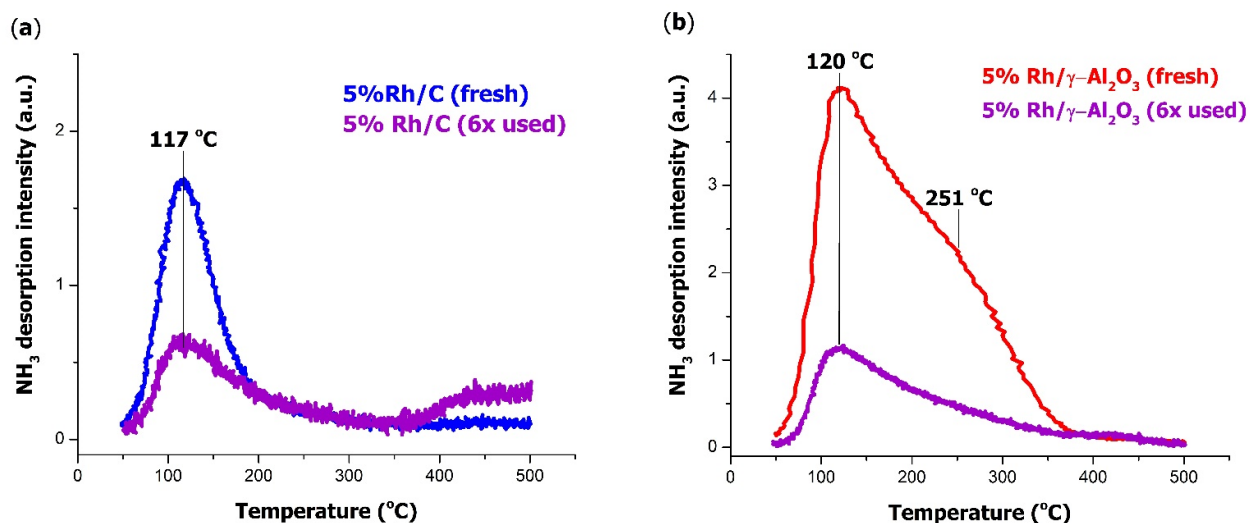 (a)
NH₃ desorption intensity (a.u.)
2
1
0
117 °C
5%Rh/C (fresh)
5% Rh/C (6x used)
0 100 200 300 400 500
Temperature (°C)
(b)
NH₃ desorption intensity (a.u.)
4
3
2
1
0
120 °C
251 °C
5% Rh/γ–Al₂O₃ (fresh)
5% Rh/γ–Al₂O₃ (6x used)
0 100 200 300 400 500
Temperature (°C)